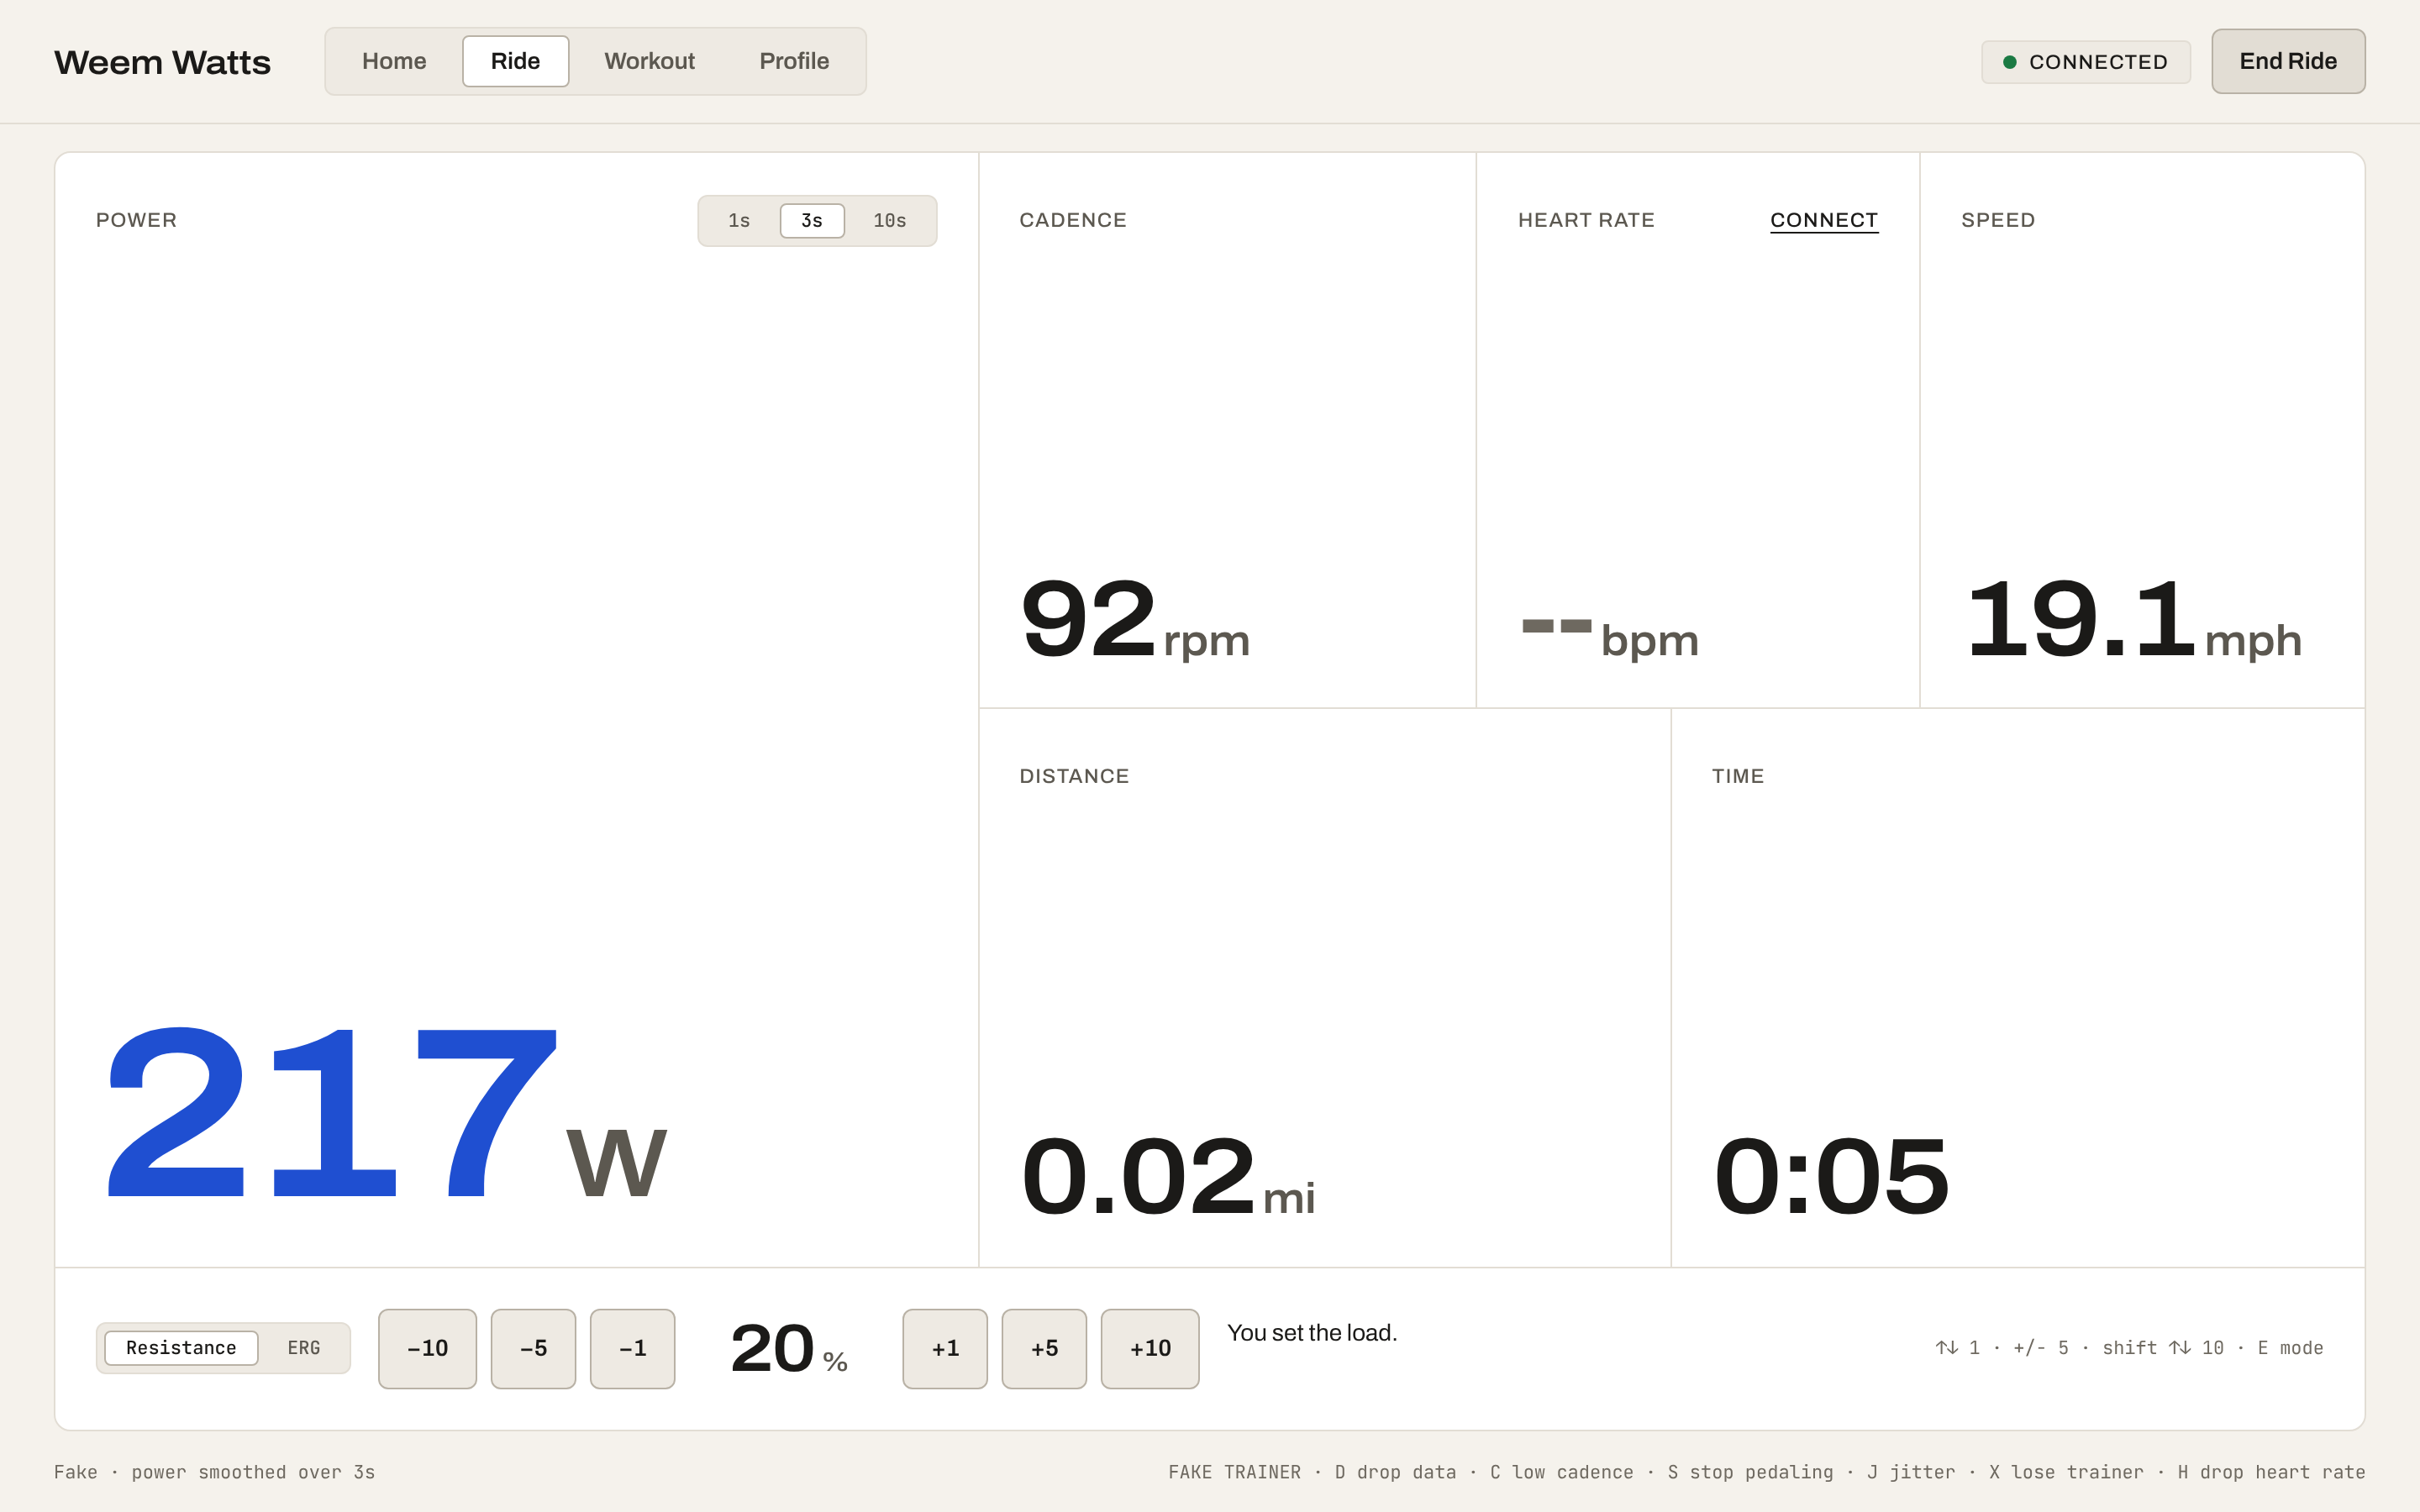 Weem Watts
Home Ride Workout Profile
CONNECTED
End Ride
POWER
1s 3s 10s
217 W
CADENCE
92 rpm
HEART RATE CONNECT
-- bpm
SPEED
19.1 mph
DISTANCE
0.02 mi
TIME
0:05
Resistance ERG
−10 −5 −1 20 % +1 +5 +10
You set the load.
↑↓ 1 · +/- 5 · shift ↑↓ 10 · E mode
Fake · power smoothed over 3s
FAKE TRAINER · D drop data · C low cadence · S stop pedaling · J jitter · X lose trainer · H drop heart rate